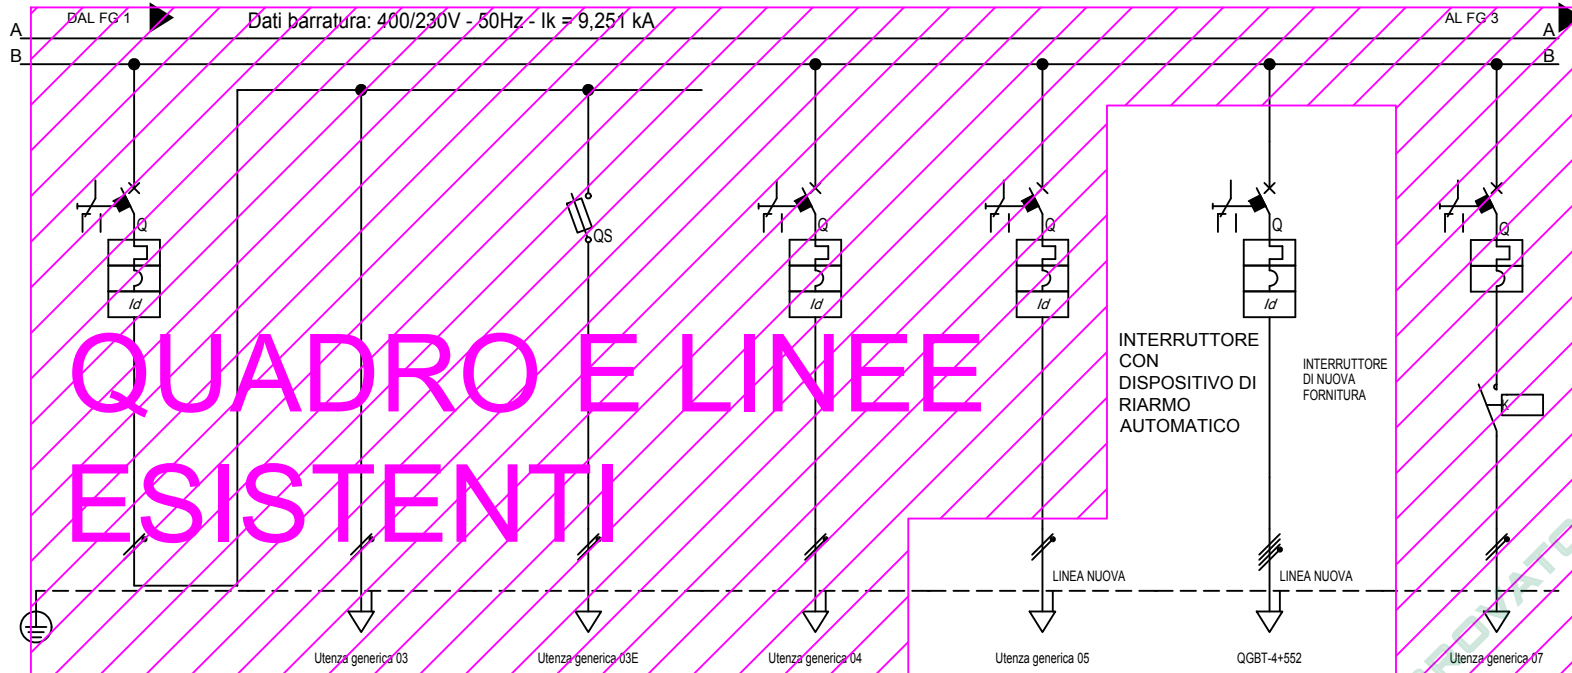 DAL FG 1
Dati barratura: 400/230V - 50Hz - Ik = 9,251 kA
AL FG 3
A
A
B
B
Q
QS
Q
Q
Q
Q
Id
Id
Id
Id
QUADRO E LINEE
ESISTENTI
INTERRUTTORE
CON
DISPOSITIVO DI
RIARMO
AUTOMATICO
INTERRUTTORE
DI NUOVA
FORNITURA
K
LINEA NUOVA
LINEA NUOVA
Utenza generica 03
Utenza generica 03E
Utenza generica 04
Utenza generica 05
QGBT-4+552
Utenza generica 07